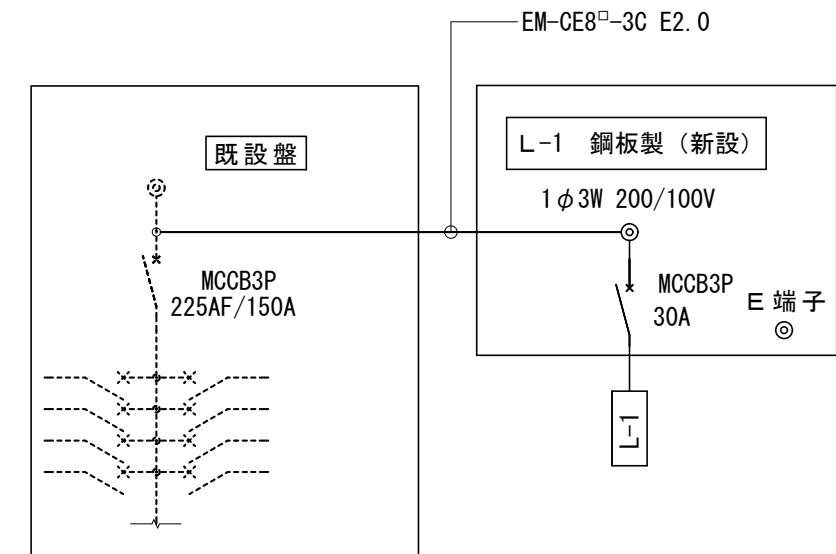 EM-CE8□-3C E2.0
既設盤
MCCB3P
225AF/150A
L-1 鋼板製（新設）
1φ3W 200/100V
MCCB3P
30A
E端子
L-1